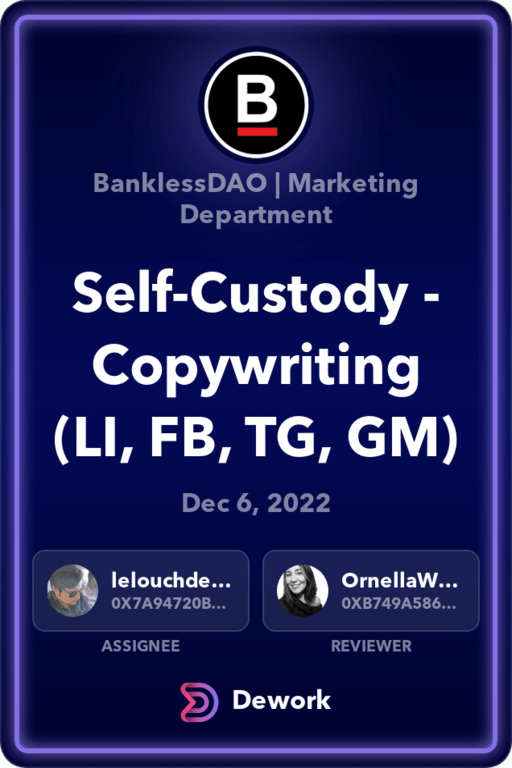 B
BanklessDAO | Marketing
Department
Self-Custody -
Copywriting
(LI, FB, TG, GM)
Dec 6, 2022
lelouchde...
0X7A94720B...
OrnellaW...
0XB749A586...
ASSIGNEE
REVIEWER
Dework